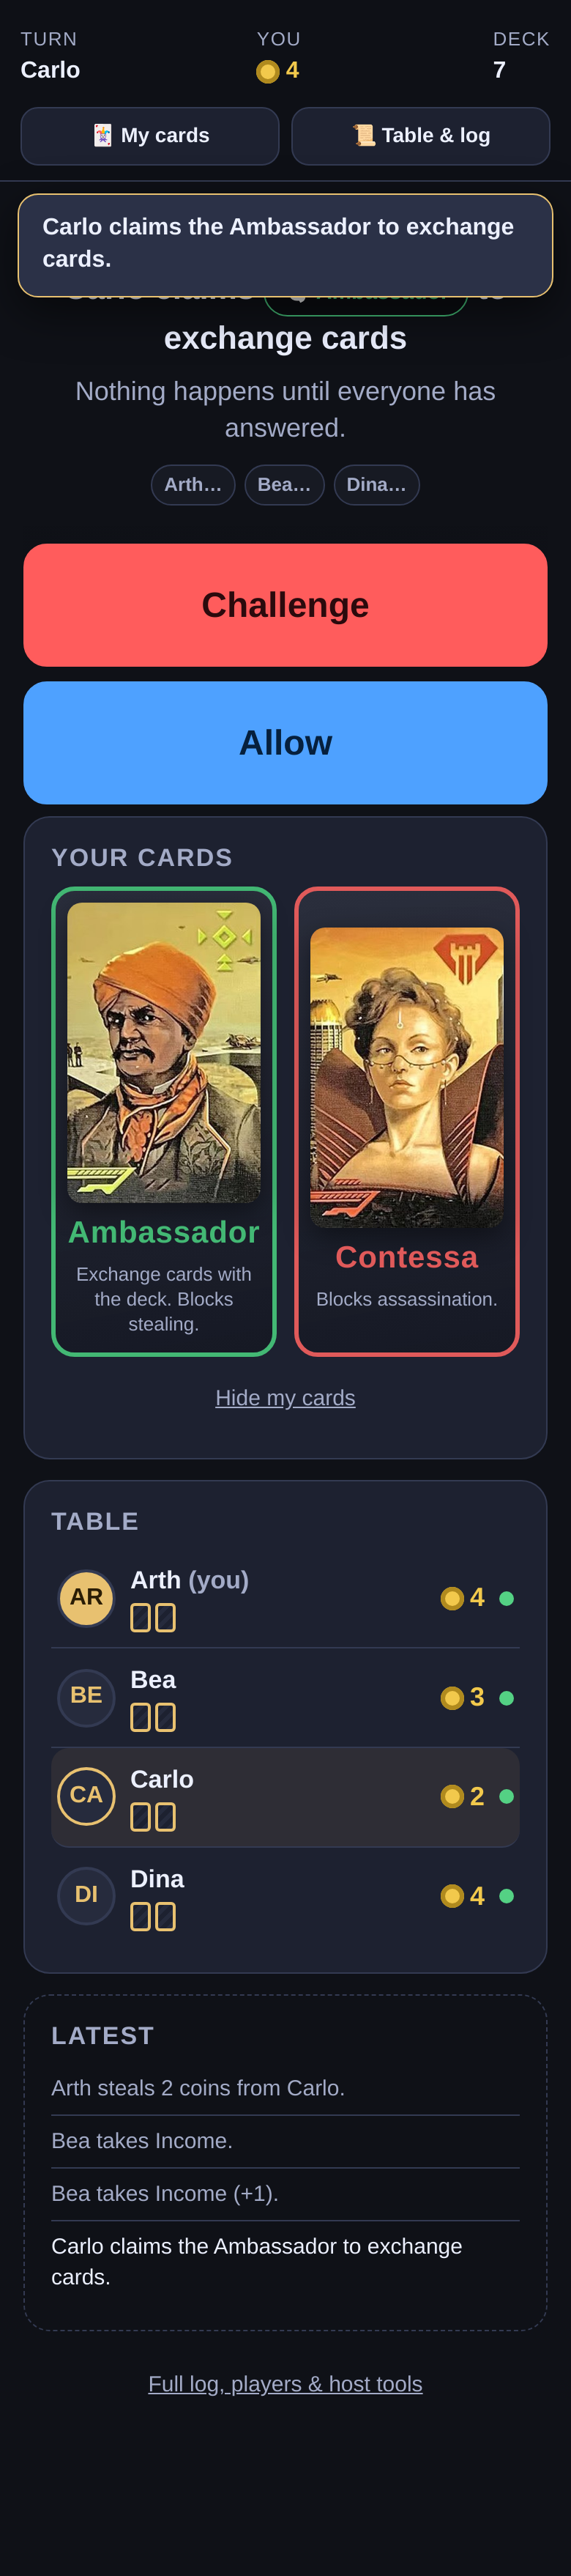 TURN
YOU
DECK
Carlo
4
7
🃏 My cards
📜 Table & log
Carlo claims the Ambassador to exchange
cards.
exchange cards
Nothing happens until everyone has
answered.
Arth…
Bea…
Dina…
Challenge
Allow
YOUR CARDS
Ambassador
Exchange cards with
the deck. Blocks
stealing.
Contessa
Blocks assassination.
Hide my cards
TABLE
AR
Arth (you)
4
BE
Bea
3
CA
Carlo
2
DI
Dina
4
LATEST
Arth steals 2 coins from Carlo.
Bea takes Income.
Bea takes Income (+1).
Carlo claims the Ambassador to exchange
cards.
Full log, players & host tools